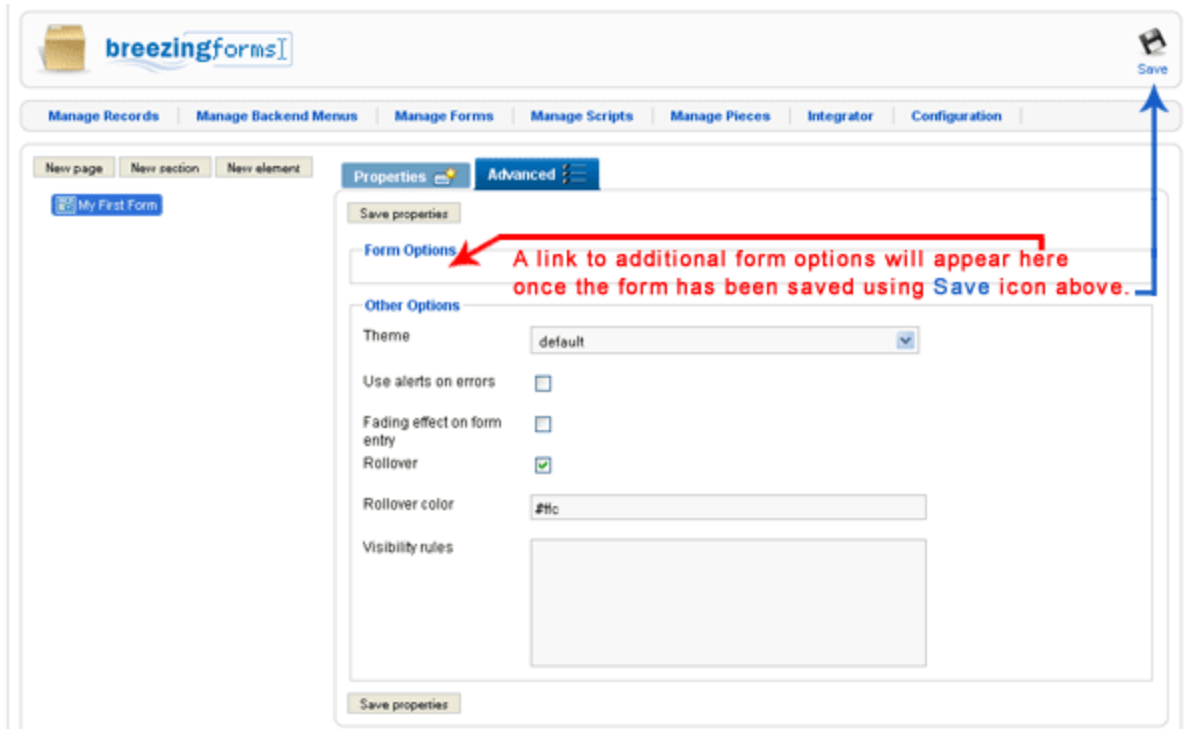 breezingforms
Save
Manage Records Manage Backend Menus Manage Forms Manage Scripts Manage Pieces Integrator Configuration
New page New section New element
Properties Advanced
My First Form
Save properties
Form Options
A link to additional form options will appear here
once the form has been saved using Save icon above.
Other Options
Theme default
Use alerts on errors
Fading effect on form
entry
Rollover
Rollover color #ffc
Visibility rules
Save properties